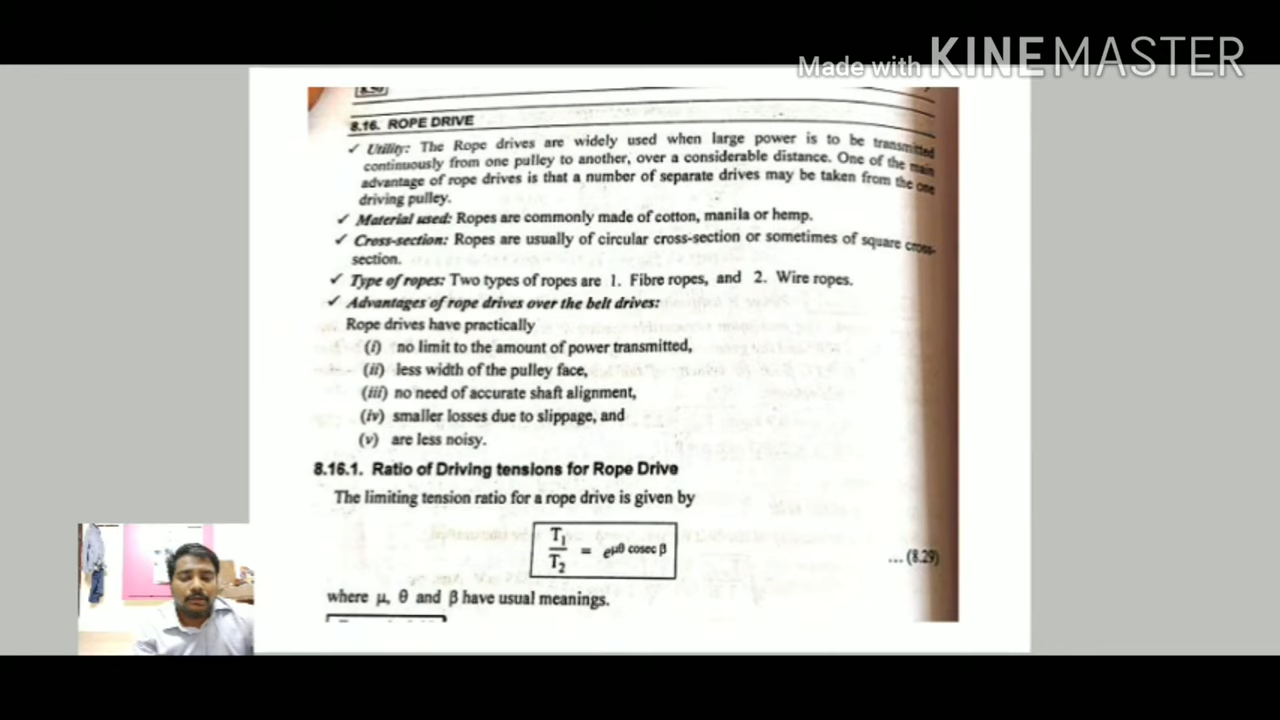 Made with KINEMASTER
8.16. ROPE DRIVE
✓ Utility: The Rope drives are widely used when large power is to be transmitted
continuously from one pulley to another, over a considerable distance. One of the main
advantage of rope drives is that a number of separate drives may be taken from the one
driving pulley.
✓ Material used: Ropes are commonly made of cotton, manila or hemp.
✓ Cross-section: Ropes are usually of circular cross-section or sometimes of square cross-
section.
✓ Type of ropes: Two types of ropes are 1. Fibre ropes, and 2. Wire ropes.
✓ Advantages of rope drives over the belt drives:
Rope drives have practically
(i) no limit to the amount of power transmitted,
(ii) less width of the pulley face,
(iii) no need of accurate shaft alignment,
(iv) smaller losses due to slippage, and
(v) are less noisy.
8.16.1. Ratio of Driving tensions for Rope Drive
The limiting tension ratio for a rope drive is given by
T₁/T₂ = e^(μθ cosec β) ... (8.29)
where μ, θ and β have usual meanings.